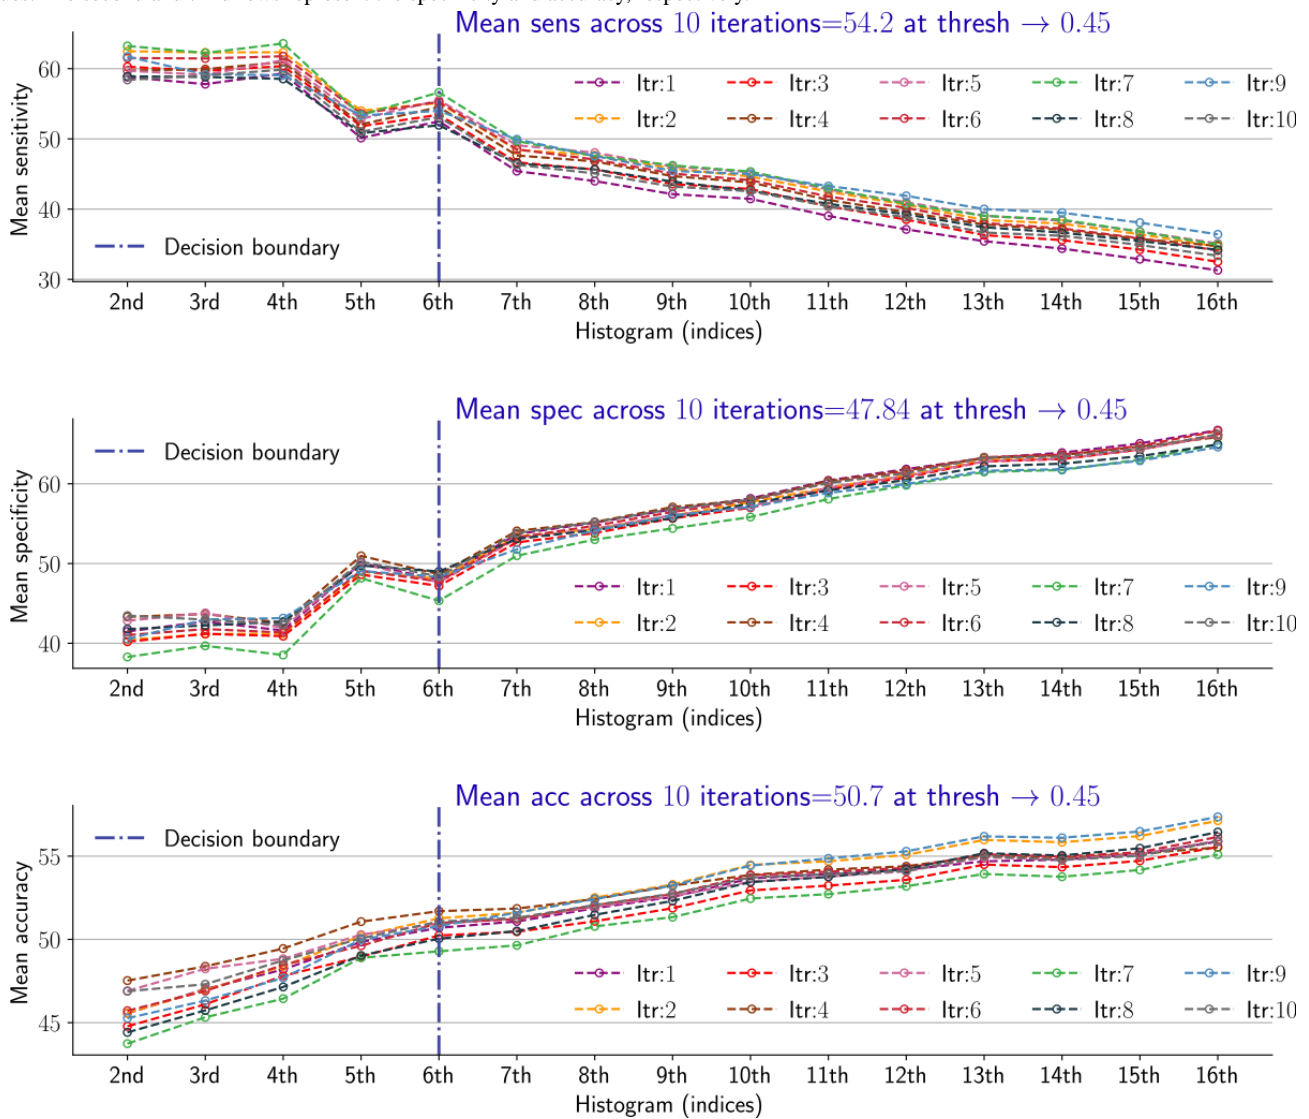 Mean sens across 10 iterations=54.2 at thresh → 0.45
60
50
40
30
Mean sensitivity
Itr:1 Itr:3 Itr:5 Itr:7 Itr:9
Itr:2 Itr:4 Itr:6 Itr:8 Itr:10
Decision boundary
2nd 3rd 4th 5th 6th 7th 8th 9th 10th 11th 12th 13th 14th 15th 16th
Histogram (indices)
Mean spec across 10 iterations=47.84 at thresh → 0.45
Decision boundary
60
50
40
Mean specificity
Itr:1 Itr:3 Itr:5 Itr:7 Itr:9
Itr:2 Itr:4 Itr:6 Itr:8 Itr:10
2nd 3rd 4th 5th 6th 7th 8th 9th 10th 11th 12th 13th 14th 15th 16th
Histogram (indices)
Mean acc across 10 iterations=50.7 at thresh → 0.45
Decision boundary
55
50
45
Mean accuracy
Itr:1 Itr:3 Itr:5 Itr:7 Itr:9
Itr:2 Itr:4 Itr:6 Itr:8 Itr:10
2nd 3rd 4th 5th 6th 7th 8th 9th 10th 11th 12th 13th 14th 15th 16th
Histogram (indices)